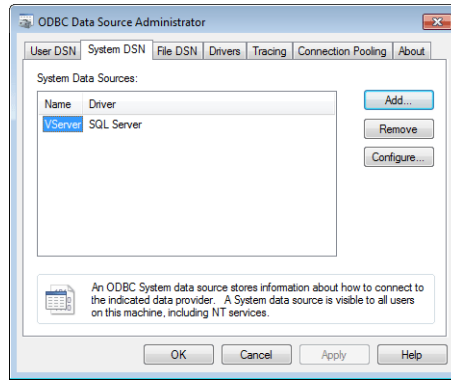 ODBC Data Source Administrator
User DSN System DSN File DSN Drivers Tracing Connection Pooling About
System Data Sources:
Name Driver
VServer SQL Server
Add...
Remove
Configure...
An ODBC System data source stores information about how to connect to
the indicated data provider. A System data source is visible to all users
on this machine, including NT services.
OK Cancel Apply Help